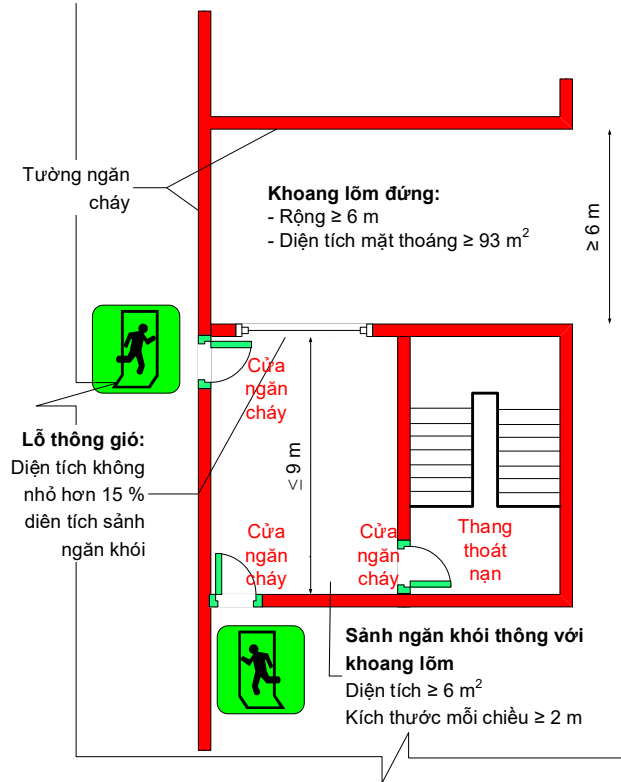 Tường ngăn
cháy
Khoang lõm đứng:
- Rộng ≥ 6 m
- Diện tích mặt thoáng ≥ 93 m²
≥ 6 m
Cửa
ngăn
cháy
≤ 9 m
Lỗ thông gió:
Diện tích không
nhỏ hơn 15 %
diên tích sảnh
ngăn khói
Cửa
ngăn
cháy
Cửa
ngăn
cháy
Thang
thoát
nạn
Sảnh ngăn khói thông với
khoang lõm
Diện tích ≥ 6 m²
Kích thước mỗi chiều ≥ 2 m